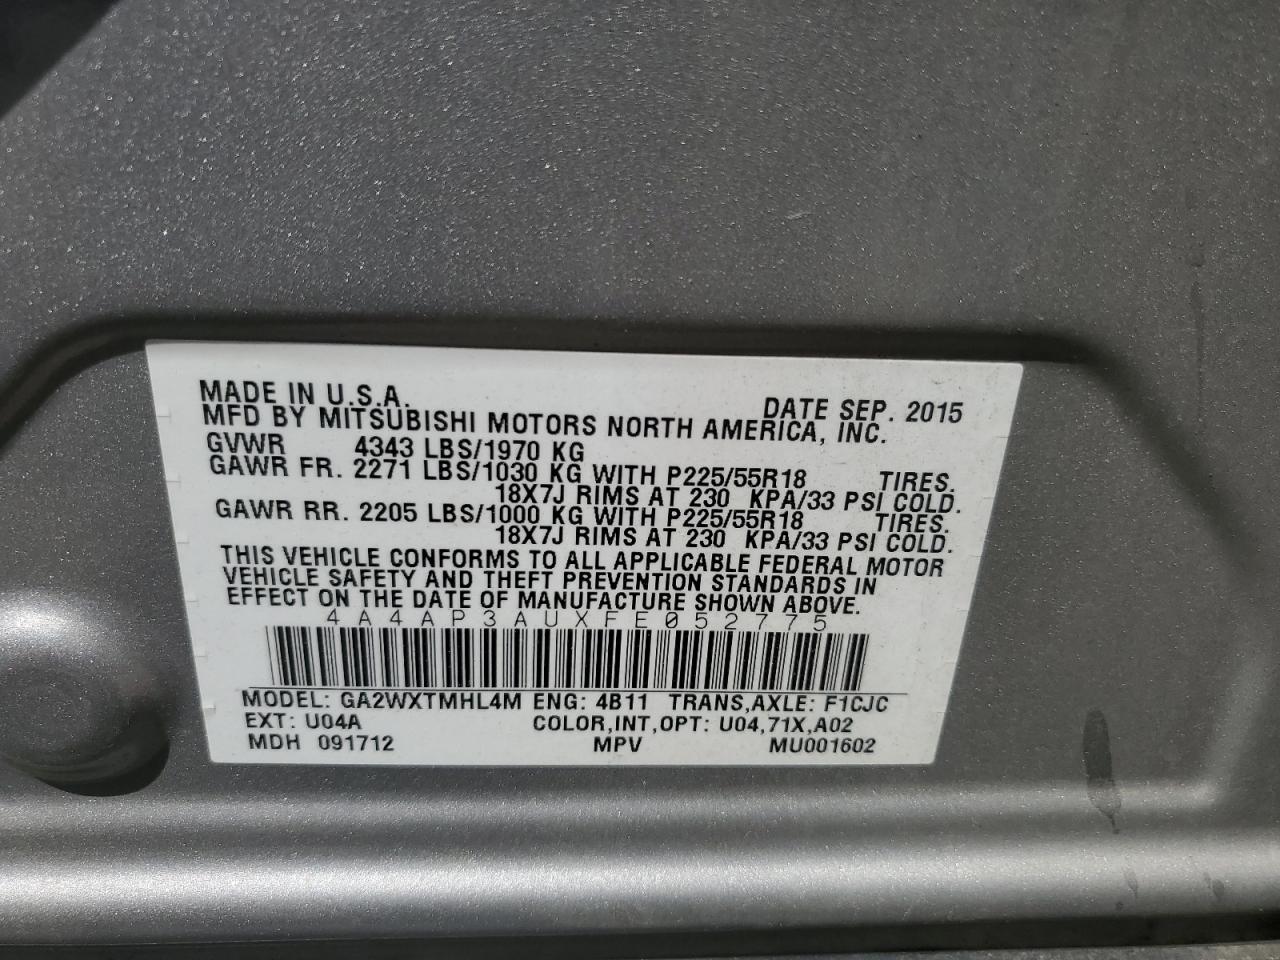 MADE IN U.S.A. DATE SEP. 2015
MFD BY MITSUBISHI MOTORS NORTH AMERICA, INC.
GVWR 4343 LBS/1970 KG
GAWR FR. 2271 LBS/1030 KG WITH P225/55R18 TIRES.
18X7J RIMS AT 230 KPA/33 PSI COLD.
GAWR RR. 2205 LBS/1000 KG WITH P225/55R18 TIRES.
18X7J RIMS AT 230 KPA/33 PSI COLD.
THIS VEHICLE CONFORMS TO ALL APPLICABLE FEDERAL MOTOR
VEHICLE SAFETY AND THEFT PREVENTION STANDARDS IN
EFFECT ON THE DATE OF MANUFACTURE SHOWN ABOVE.
4A4AP3AUXFE052775
MODEL: GA2WXTMHL4M ENG: 4B11 TRANS,AXLE: F1CJC
EXT: U04A COLOR,INT,OPT: U04,71X,A02
MDH 091712 MPV MU001602